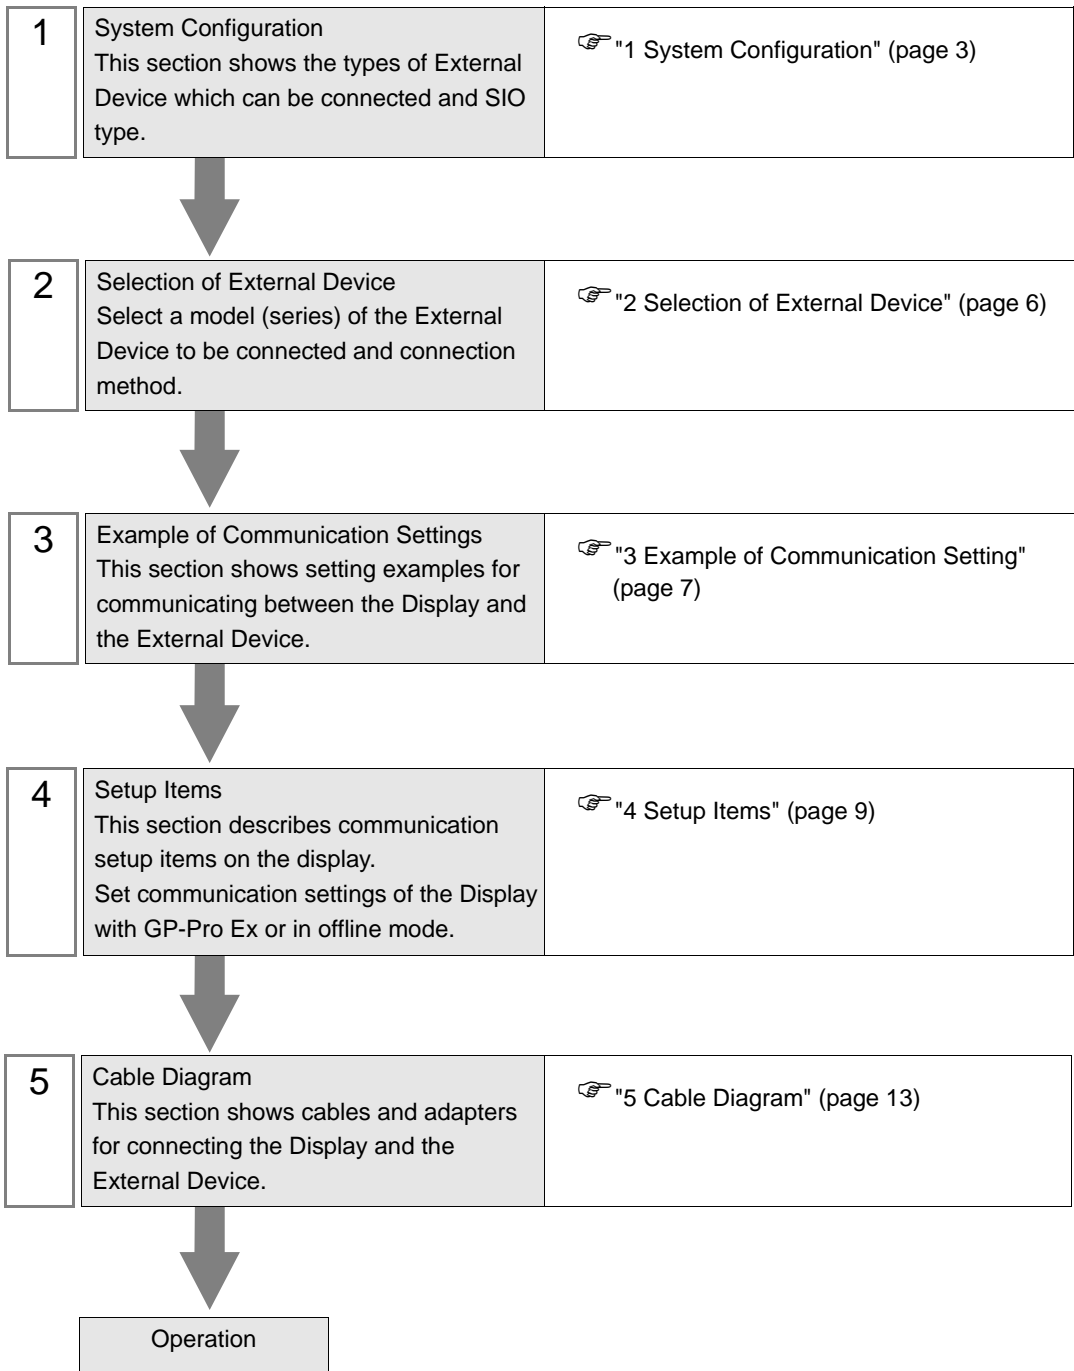 1
System Configuration
This section shows the types of External
Device which can be connected and SIO
type.
"1 System Configuration" (page 3)
2
Selection of External Device
Select a model (series) of the External
Device to be connected and connection
method.
"2 Selection of External Device" (page 6)
3
Example of Communication Settings
This section shows setting examples for
communicating between the Display and
the External Device.
"3 Example of Communication Setting"
(page 7)
4
Setup Items
This section describes communication
setup items on the display.
Set communication settings of the Display
with GP-Pro Ex or in offline mode.
"4 Setup Items" (page 9)
5
Cable Diagram
This section shows cables and adapters
for connecting the Display and the
External Device.
"5 Cable Diagram" (page 13)
Operation